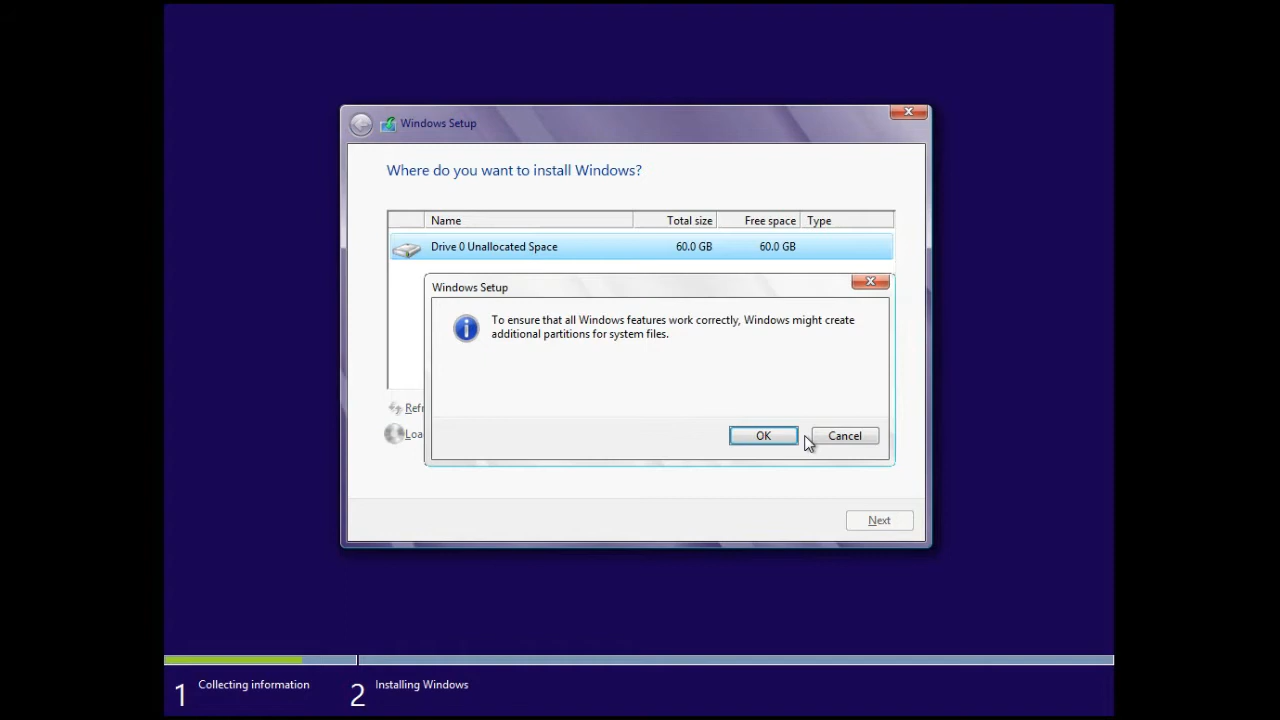 Windows Setup
Where do you want to install Windows?
Name Total size Free space Type
Drive 0 Unallocated Space 60.0 GB 60.0 GB
Windows Setup
To ensure that all Windows features work correctly, Windows might create
additional partitions for system files.
Refr
Loa
OK Cancel
Next
1 Collecting information 2 Installing Windows